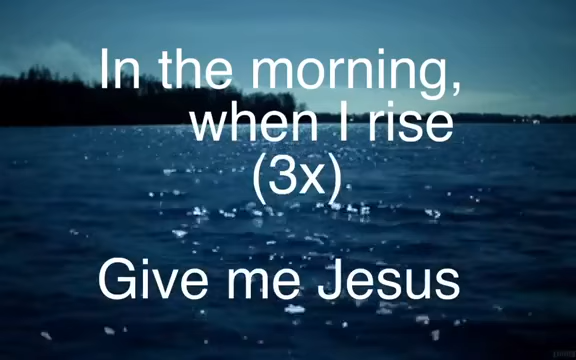 In the morning,
when I rise
(3x)
Give me Jesus